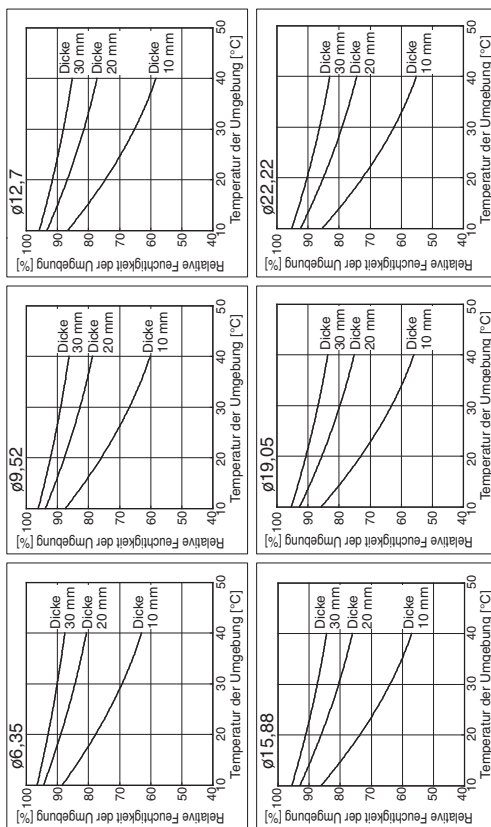 ø6,35
Relative Feuchtigkeit der Umgebung [%]
100
90
80
70
60
50
40
Dicke
30 mm
Dicke
20 mm
Dicke
10 mm
10 20 30 40 50
Temperatur der Umgebung [°C]
ø9,52
Relative Feuchtigkeit der Umgebung [%]
100
90
80
70
60
50
40
Dicke
30 mm
Dicke
20 mm
Dicke
10 mm
10 20 30 40 50
Temperatur der Umgebung [°C]
ø12,7
Relative Feuchtigkeit der Umgebung [%]
100
90
80
70
60
50
40
Dicke
30 mm
Dicke
20 mm
Dicke
10 mm
10 20 30 40 50
Temperatur der Umgebung [°C]
ø15,88
Relative Feuchtigkeit der Umgebung [%]
100
90
80
70
60
50
40
Dicke
30 mm
Dicke
20 mm
Dicke
10 mm
10 20 30 40 50
Temperatur der Umgebung [°C]
ø19,05
Relative Feuchtigkeit der Umgebung [%]
100
90
80
70
60
50
40
Dicke
30 mm
Dicke
20 mm
Dicke
10 mm
10 20 30 40 50
Temperatur der Umgebung [°C]
ø22,22
Relative Feuchtigkeit der Umgebung [%]
100
90
80
70
60
50
40
Dicke
30 mm
Dicke
20 mm
Dicke
10 mm
10 20 30 40 50
Temperatur der Umgebung [°C]